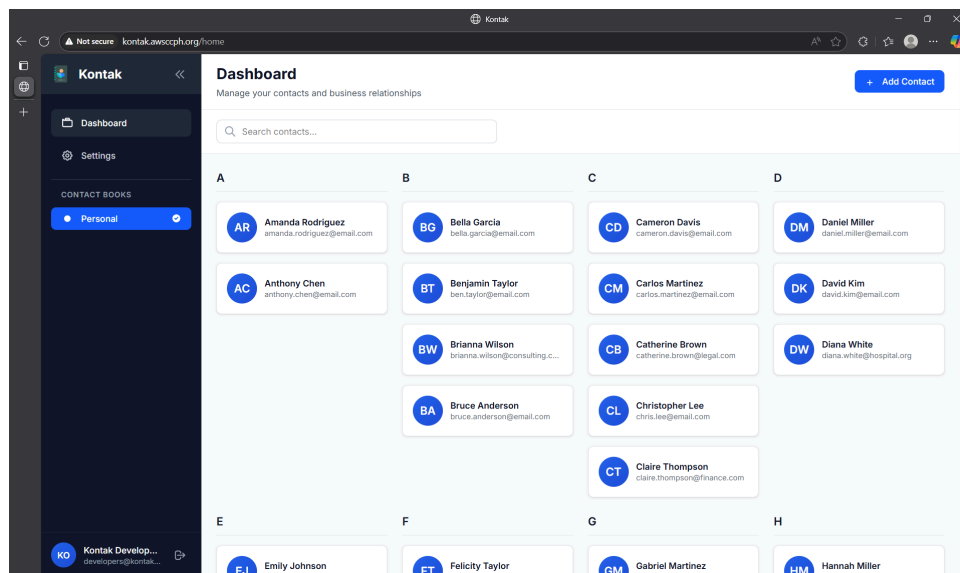 Kontak
Not secure kontak.awsccph.org/home
Kontak
Dashboard
Settings
CONTACT BOOKS
Personal
KO
Kontak Develop...
developers@kontak...
Dashboard
Manage your contacts and business relationships
+ Add Contact
Search contacts...
A
AR
Amanda Rodriguez
amanda.rodriguez@email.com
AC
Anthony Chen
anthony.chen@email.com
B
BG
Bella Garcia
bella.garcia@email.com
BT
Benjamin Taylor
ben.taylor@email.com
BW
Brianna Wilson
brianna.wilson@consulting.c...
BA
Bruce Anderson
bruce.anderson@email.com
C
CD
Cameron Davis
cameron.davis@email.com
CM
Carlos Martinez
carlos.martinez@email.com
CB
Catherine Brown
catherine.brown@legal.com
CL
Christopher Lee
chris.lee@email.com
CT
Claire Thompson
claire.thompson@finance.com
D
DM
Daniel Miller
daniel.miller@email.com
DK
David Kim
david.kim@email.com
DW
Diana White
diana.white@hospital.org
E
EJ
Emily Johnson
F
FT
Felicity Taylor
G
GM
Gabriel Martinez
H
HM
Hannah Miller